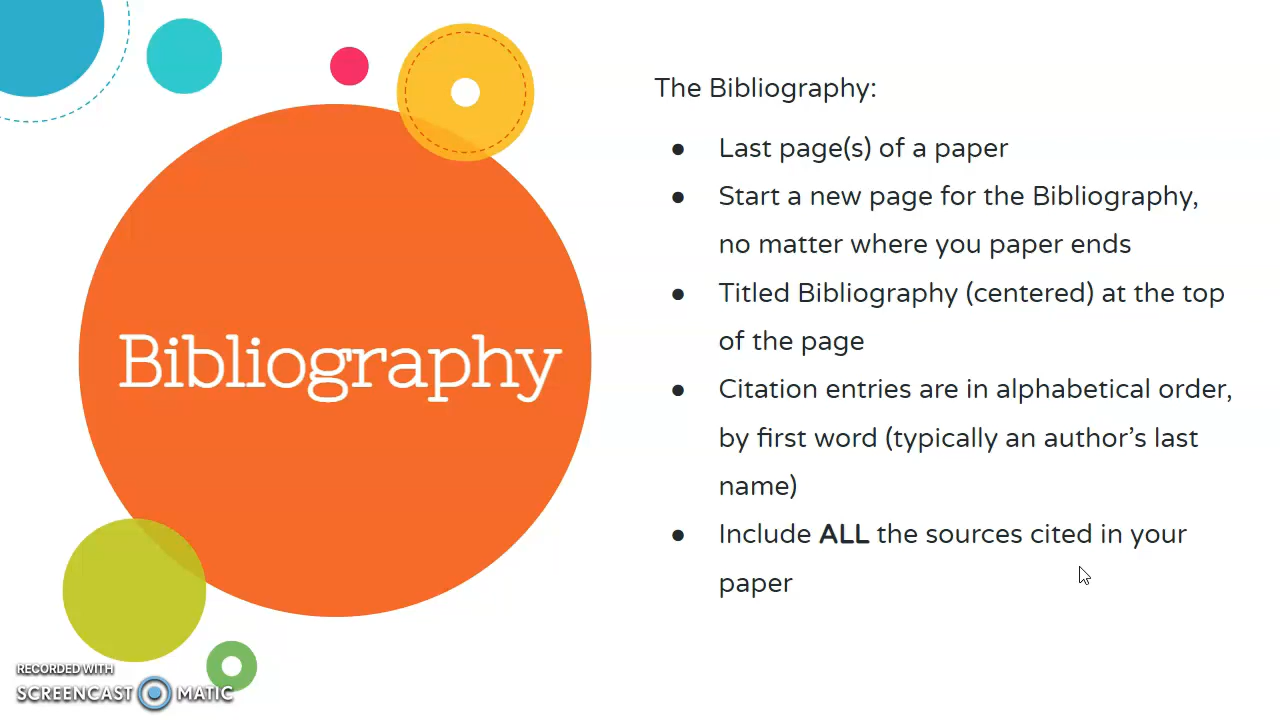 The Bibliography:
● Last page(s) of a paper
● Start a new page for the Bibliography,
no matter where you paper ends
● Titled Bibliography (centered) at the top
of the page
● Citation entries are in alphabetical order,
by first word (typically an author's last
name)
● Include ALL the sources cited in your
paper
Bibliography
RECORDED WITH
SCREENCAST MATIC